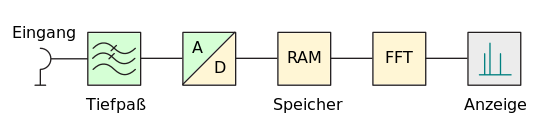 Eingang
A
D
RAM
FFT
Tiefpaß
Speicher
Anzeige